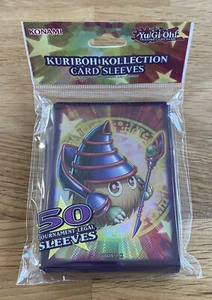 KONAMI
Yu-Gi-Oh!
KURIBOH KOLLECTION
CARD SLEEVES
50
TOURNAMENT LEGAL
SLEEVES